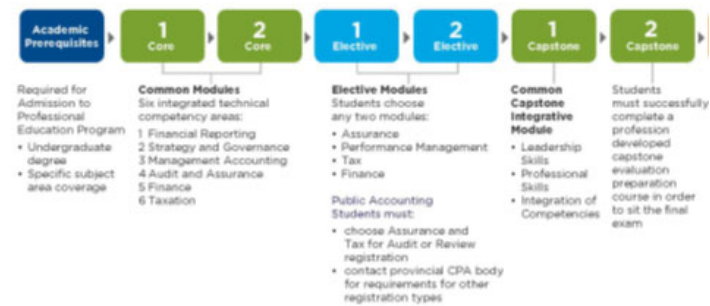 Academic
Prerequisites
1
Core
2
Core
1
Elective
2
Elective
1
Capstone
2
Capstone
Required for
Admission to
Professional
Education Program
• Undergraduate
degree
• Specific subject
area coverage
Common Modules
Six integrated technical
competency areas:
1 Financial Reporting
2 Strategy and Governance
3 Management Accounting
4 Audit and Assurance
5 Finance
6 Taxation
Elective Modules
Students choose
any two modules:
• Assurance
• Performance Management
• Tax
• Finance
Public Accounting
Students must:
• choose Assurance and
Tax for Audit or Review
registration
• contact provincial CPA body
for requirements for other
registration types
Common
Capstone
Integrative
Module
• Leadership
Skills
• Professional
Skills
• Integration of
Competencies
Students
must successfully
complete a
profession
developed
capstone
evaluation
preparation
course in order
to sit the final
exam